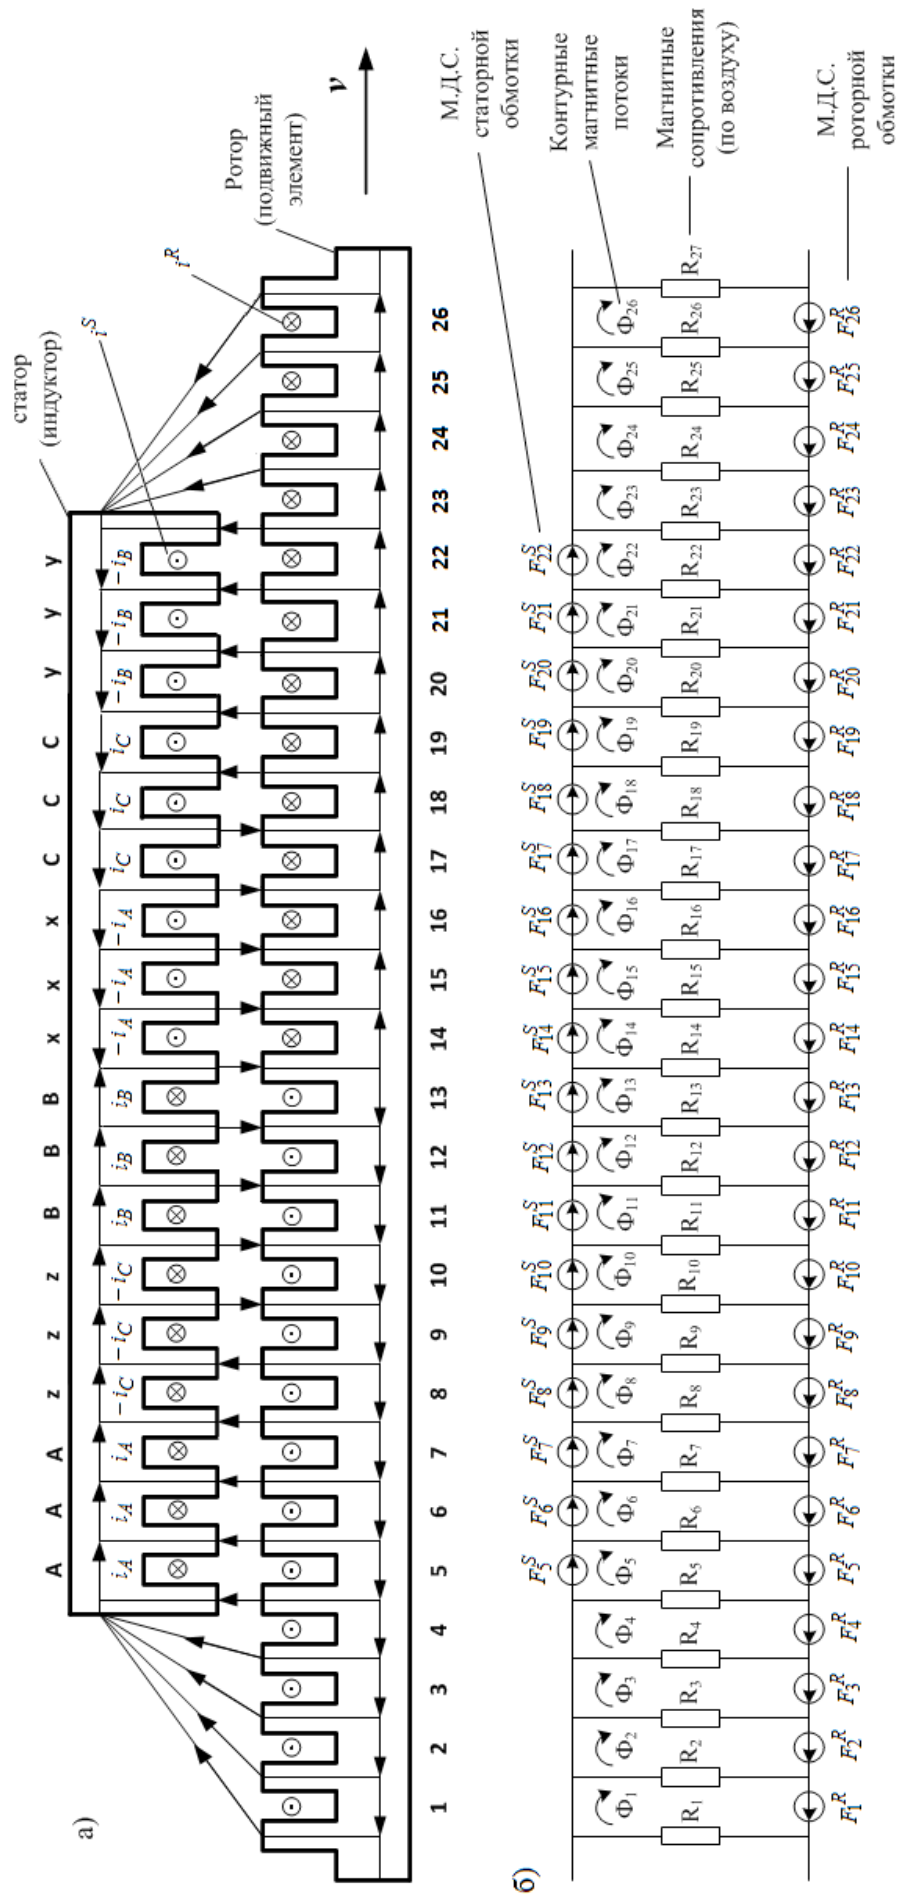 а)
статор
(индуктор)
i^S
i^R
Ротор
(подвижный
элемент)
v
A A A z z z B B B x x x C C C y y y
i_A i_A i_A −i_C −i_C −i_C i_B i_B i_B −i_A −i_A −i_A i_C i_C i_C −i_B −i_B −i_B
1 2 3 4 5 6 7 8 9 10 11 12 13 14 15 16 17 18 19 20 21 22 23 24 25 26
б)
М.Д.С.
статорной
обмотки
Контурные
магнитные
потоки
Магнитные
сопротивления
(по воздуху)
М.Д.С.
роторной
обмотки
F_5^S F_6^S F_7^S F_8^S F_9^S F_10^S F_11^S F_12^S F_13^S F_14^S F_15^S F_16^S F_17^S F_18^S F_19^S F_20^S F_21^S F_22^S
Φ_1 Φ_2 Φ_3 Φ_4 Φ_5 Φ_6 Φ_7 Φ_8 Φ_9 Φ_10 Φ_11 Φ_12 Φ_13 Φ_14 Φ_15 Φ_16 Φ_17 Φ_18 Φ_19 Φ_20 Φ_21 Φ_22 Φ_23 Φ_24 Φ_25 Φ_26
R_1 R_2 R_3 R_4 R_5 R_6 R_7 R_8 R_9 R_10 R_11 R_12 R_13 R_14 R_15 R_16 R_17 R_18 R_19 R_20 R_21 R_22 R_23 R_24 R_25 R_26 R_27
F_1^R F_2^R F_3^R F_4^R F_5^R F_6^R F_7^R F_8^R F_9^R F_10^R F_11^R F_12^R F_13^R F_14^R F_15^R F_16^R F_17^R F_18^R F_19^R F_20^R F_21^R F_22^R F_23^R F_24^R F_25^R F_26^R